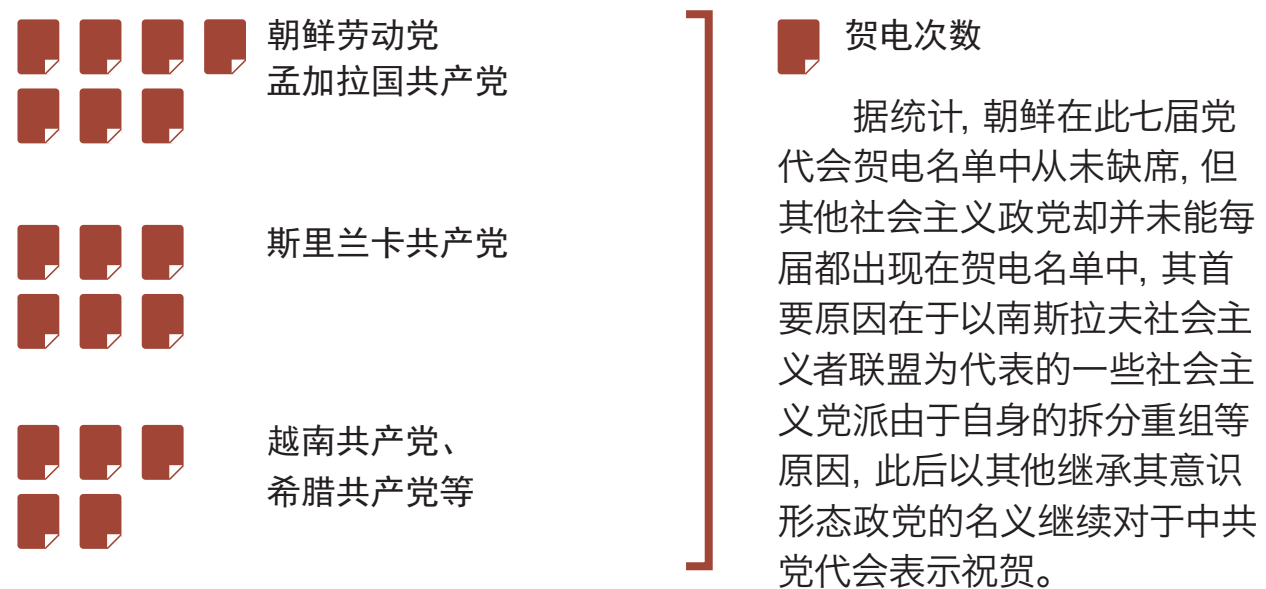 朝鲜劳动党
孟加拉国共产党
斯里兰卡共产党
越南共产党、
希腊共产党等
贺电次数
据统计, 朝鲜在此七届党
代会贺电名单中从未缺席, 但
其他社会主义政党却并未能每
届都出现在贺电名单中, 其首
要原因在于以南斯拉夫社会主
义者联盟为代表的一些社会主
义党派由于自身的拆分重组等
原因, 此后以其他继承其意识
形态政党的名义继续对于中共
党代会表示祝贺。